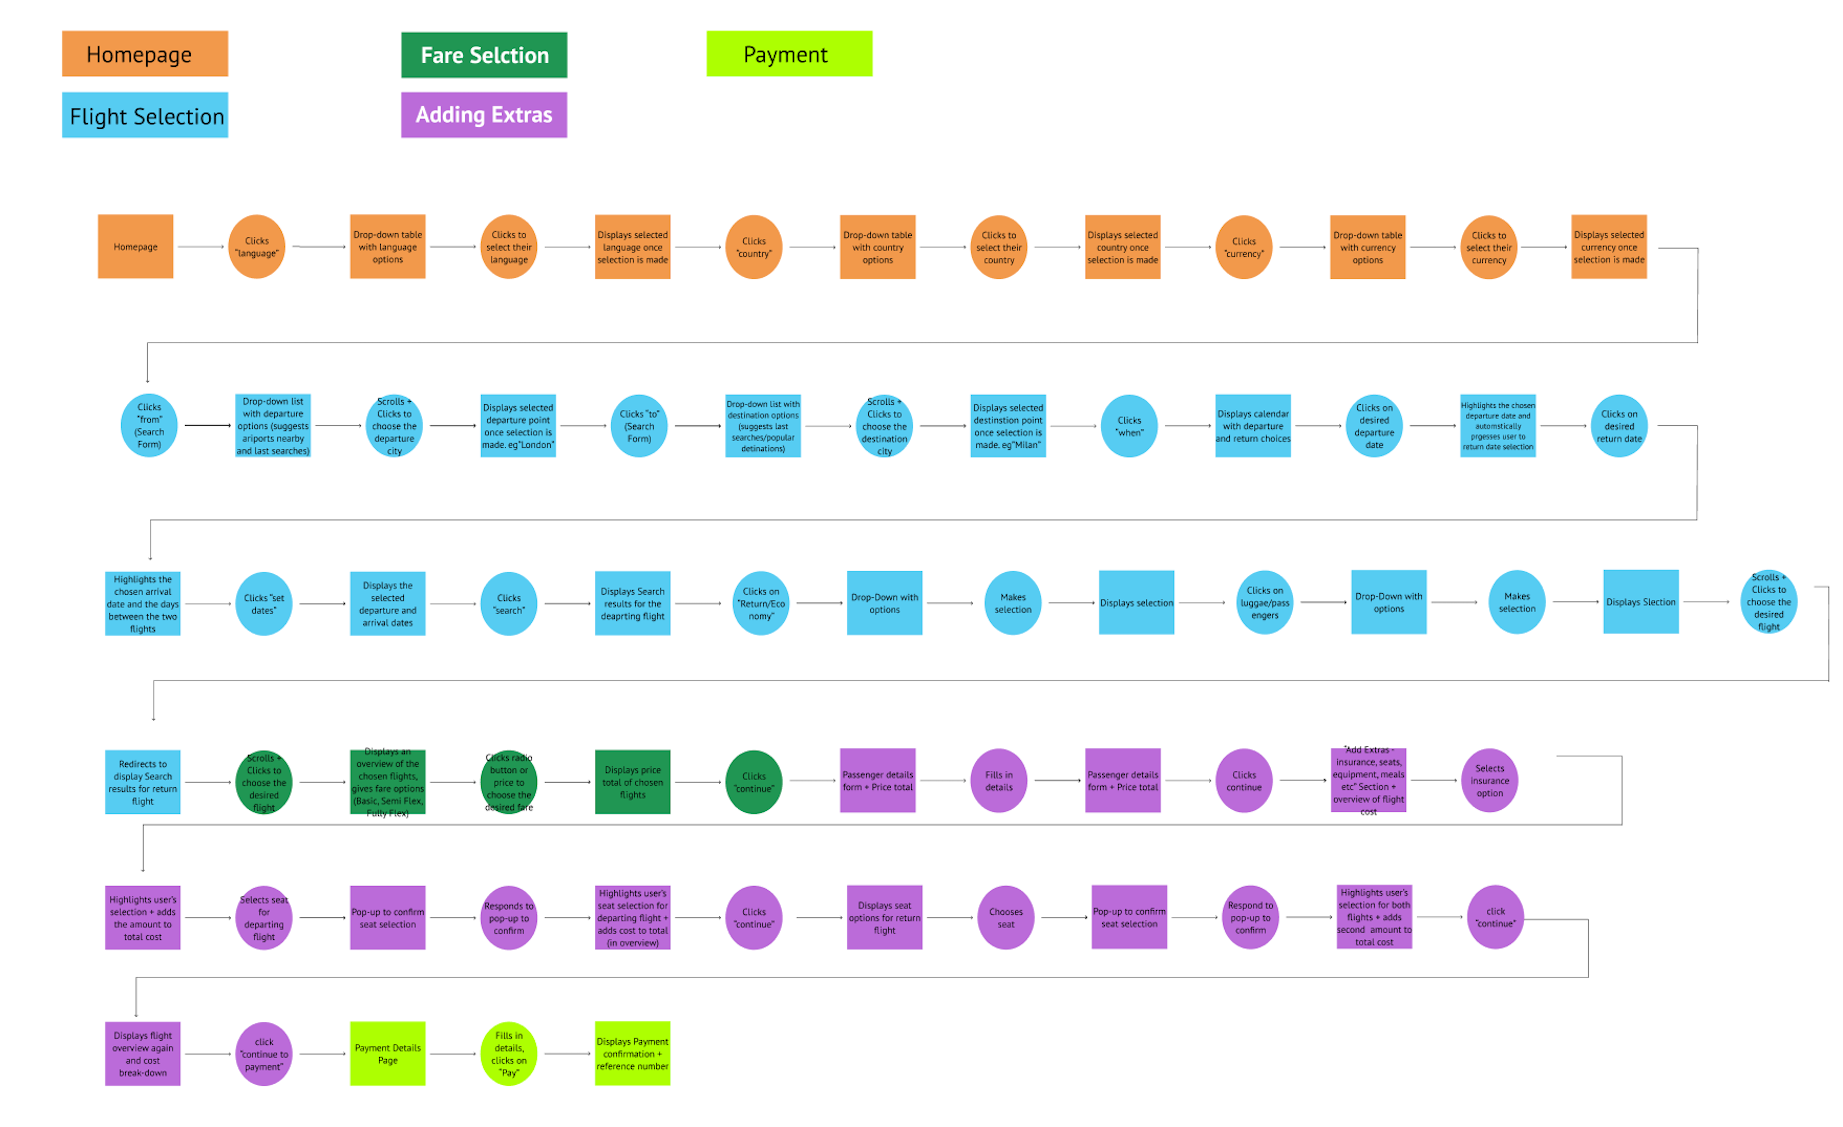 Homepage
Fare Selction
Payment
Flight Selection
Adding Extras
Homepage
Clicks
"language"
Drop-down table
with language
options
Clicks to
select their
language
Displays selected
language once
selection is made
Clicks
"country"
Drop-down table
with country
options
Clicks to
select their
country
Displays selected
country once
selection is made
Clicks
"currency"
Drop-down table
with currency
options
Clicks to
select their
currency
Displays selected
currency once
selection is made
Clicks
"from"
(Search
Form)
Drop-down list
with departure
options (suggests
ariports nearby
and last searches)
Scrolls +
Clicks to
choose the
departure
city
Displays selected
departure point
once selection is
made. eg"London"
Clicks "to"
(Search
Form)
Drop-down list with
destination options
(suggests last
searches/popular
detinations)
Scrolls +
Clicks to
choose the
destination
city
Displays selected
destinstion point
once selection is
made. eg"Milan"
Clicks
"when"
Displays calendar
with departure
and return choices
Clicks on
desired
departure
date
Highlights the chosen
departure date and
automstically
prgesses user to
return date selection
Clicks on
desired
return date
Highlights the
chosen arrival
date and the days
between the two
flights
Clicks "set
dates"
Displays the
selected
departure and
arrival dates
Clicks
"search"
Displays Search
results for the
deaprting flight
Clicks on
"Return/Eco
nomy"
Drop-Down with
options
Makes
selection
Displays selection
Clicks on
luggae/pass
engers
Drop-Down with
options
Makes
selection
Displays Slection
Scrolls +
Clicks to
choose the
desired
flight
Redirects to
display Search
results for return
flight
Scrolls +
Clicks to
choose the
desired
flight
Displays an
overview of the
chosen flights,
gives fare options
(Basic, Semi Flex,
Fully Flex)
Clicks radio
button or
price to
choose the
desired fare
Displays price
total of chosen
flights
Clicks
"continue"
Passenger details
form + Price total
Fills in
details
Passenger details
form + Price total
Clicks
continue
"Add Extras -
insurance, seats,
equipment, meals
etc" Section +
overview of flight
cost
Selects
insurance
option
Highlights user's
selection + adds
the amount to
total cost
Selects seat
for
departing
flight
Pop-up to confirm
seat selection
Responds to
pop-up to
confirm
Highlights user's
seat selection for
departing flight +
adds cost to total
(in overview)
Clicks
"continue"
Displays seat
options for return
flight
Chooses
seat
Pop-up to confirm
seat selection
Respond to
pop-up to
confirm
Highlights user's
selection for both
flights + adds
second amount to
total cost
click
"continue"
Displays flight
overview again
and cost
break-down
click
"continue to
payment"
Payment Details
Page
Fills in
details,
clicks on
"Pay"
Displays Payment
confirmation +
reference number